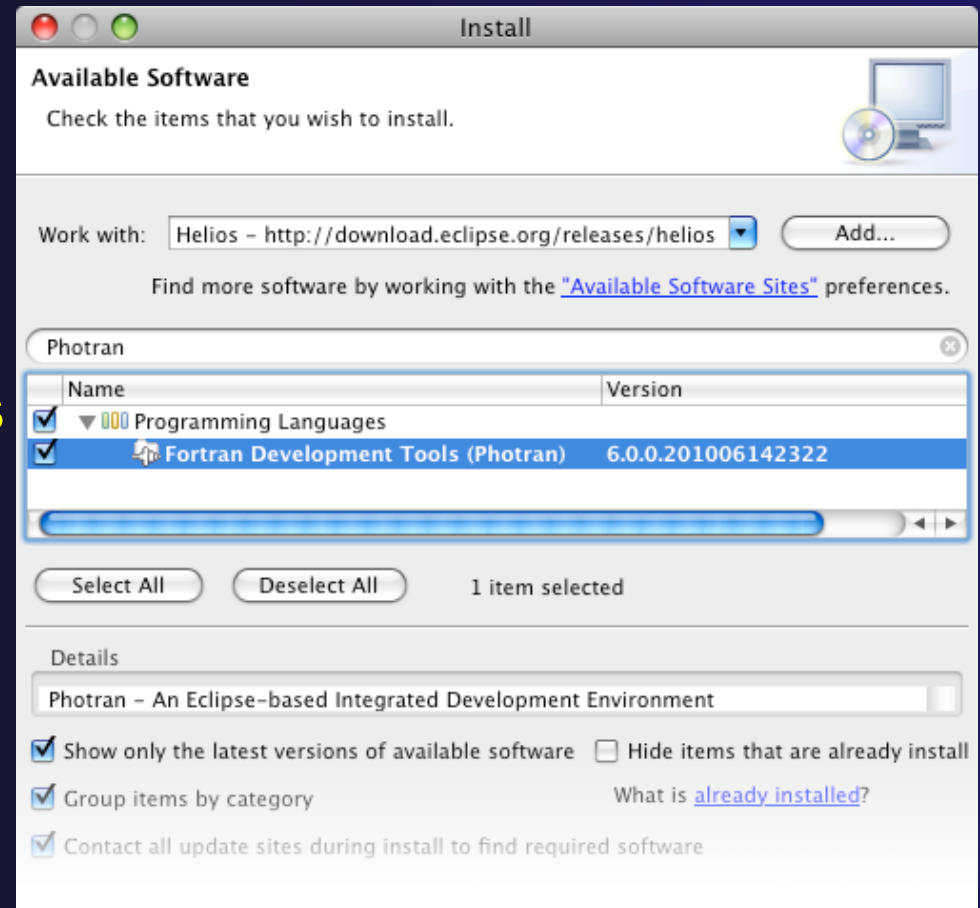 Install
Available Software
Check the items that you wish to install.
Work with: Helios – http://download.eclipse.org/releases/helios Add...
Find more software by working with the "Available Software Sites" preferences.
Photran
Name Version
Programming Languages
Fortran Development Tools (Photran) 6.0.0.201006142322
Select All Deselect All 1 item selected
Details
Photran – An Eclipse-based Integrated Development Environment
Show only the latest versions of available software Hide items that are already install
Group items by category What is already installed?
Contact all update sites during install to find required software